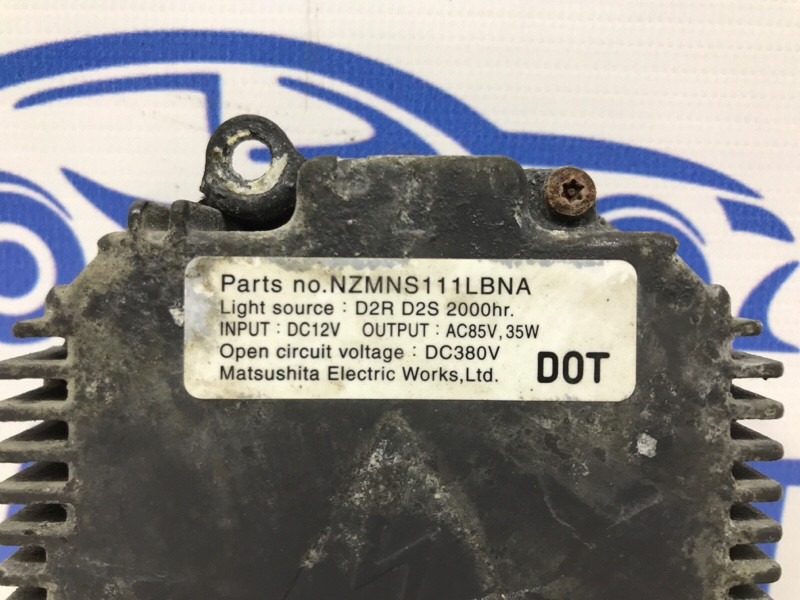 Parts no.NZMNS111LBNA
Light source : D2R D2S 2000hr.
INPUT : DC12V OUTPUT : AC85V, 35W
Open circuit voltage : DC380V
Matsushita Electric Works,Ltd.
DOT